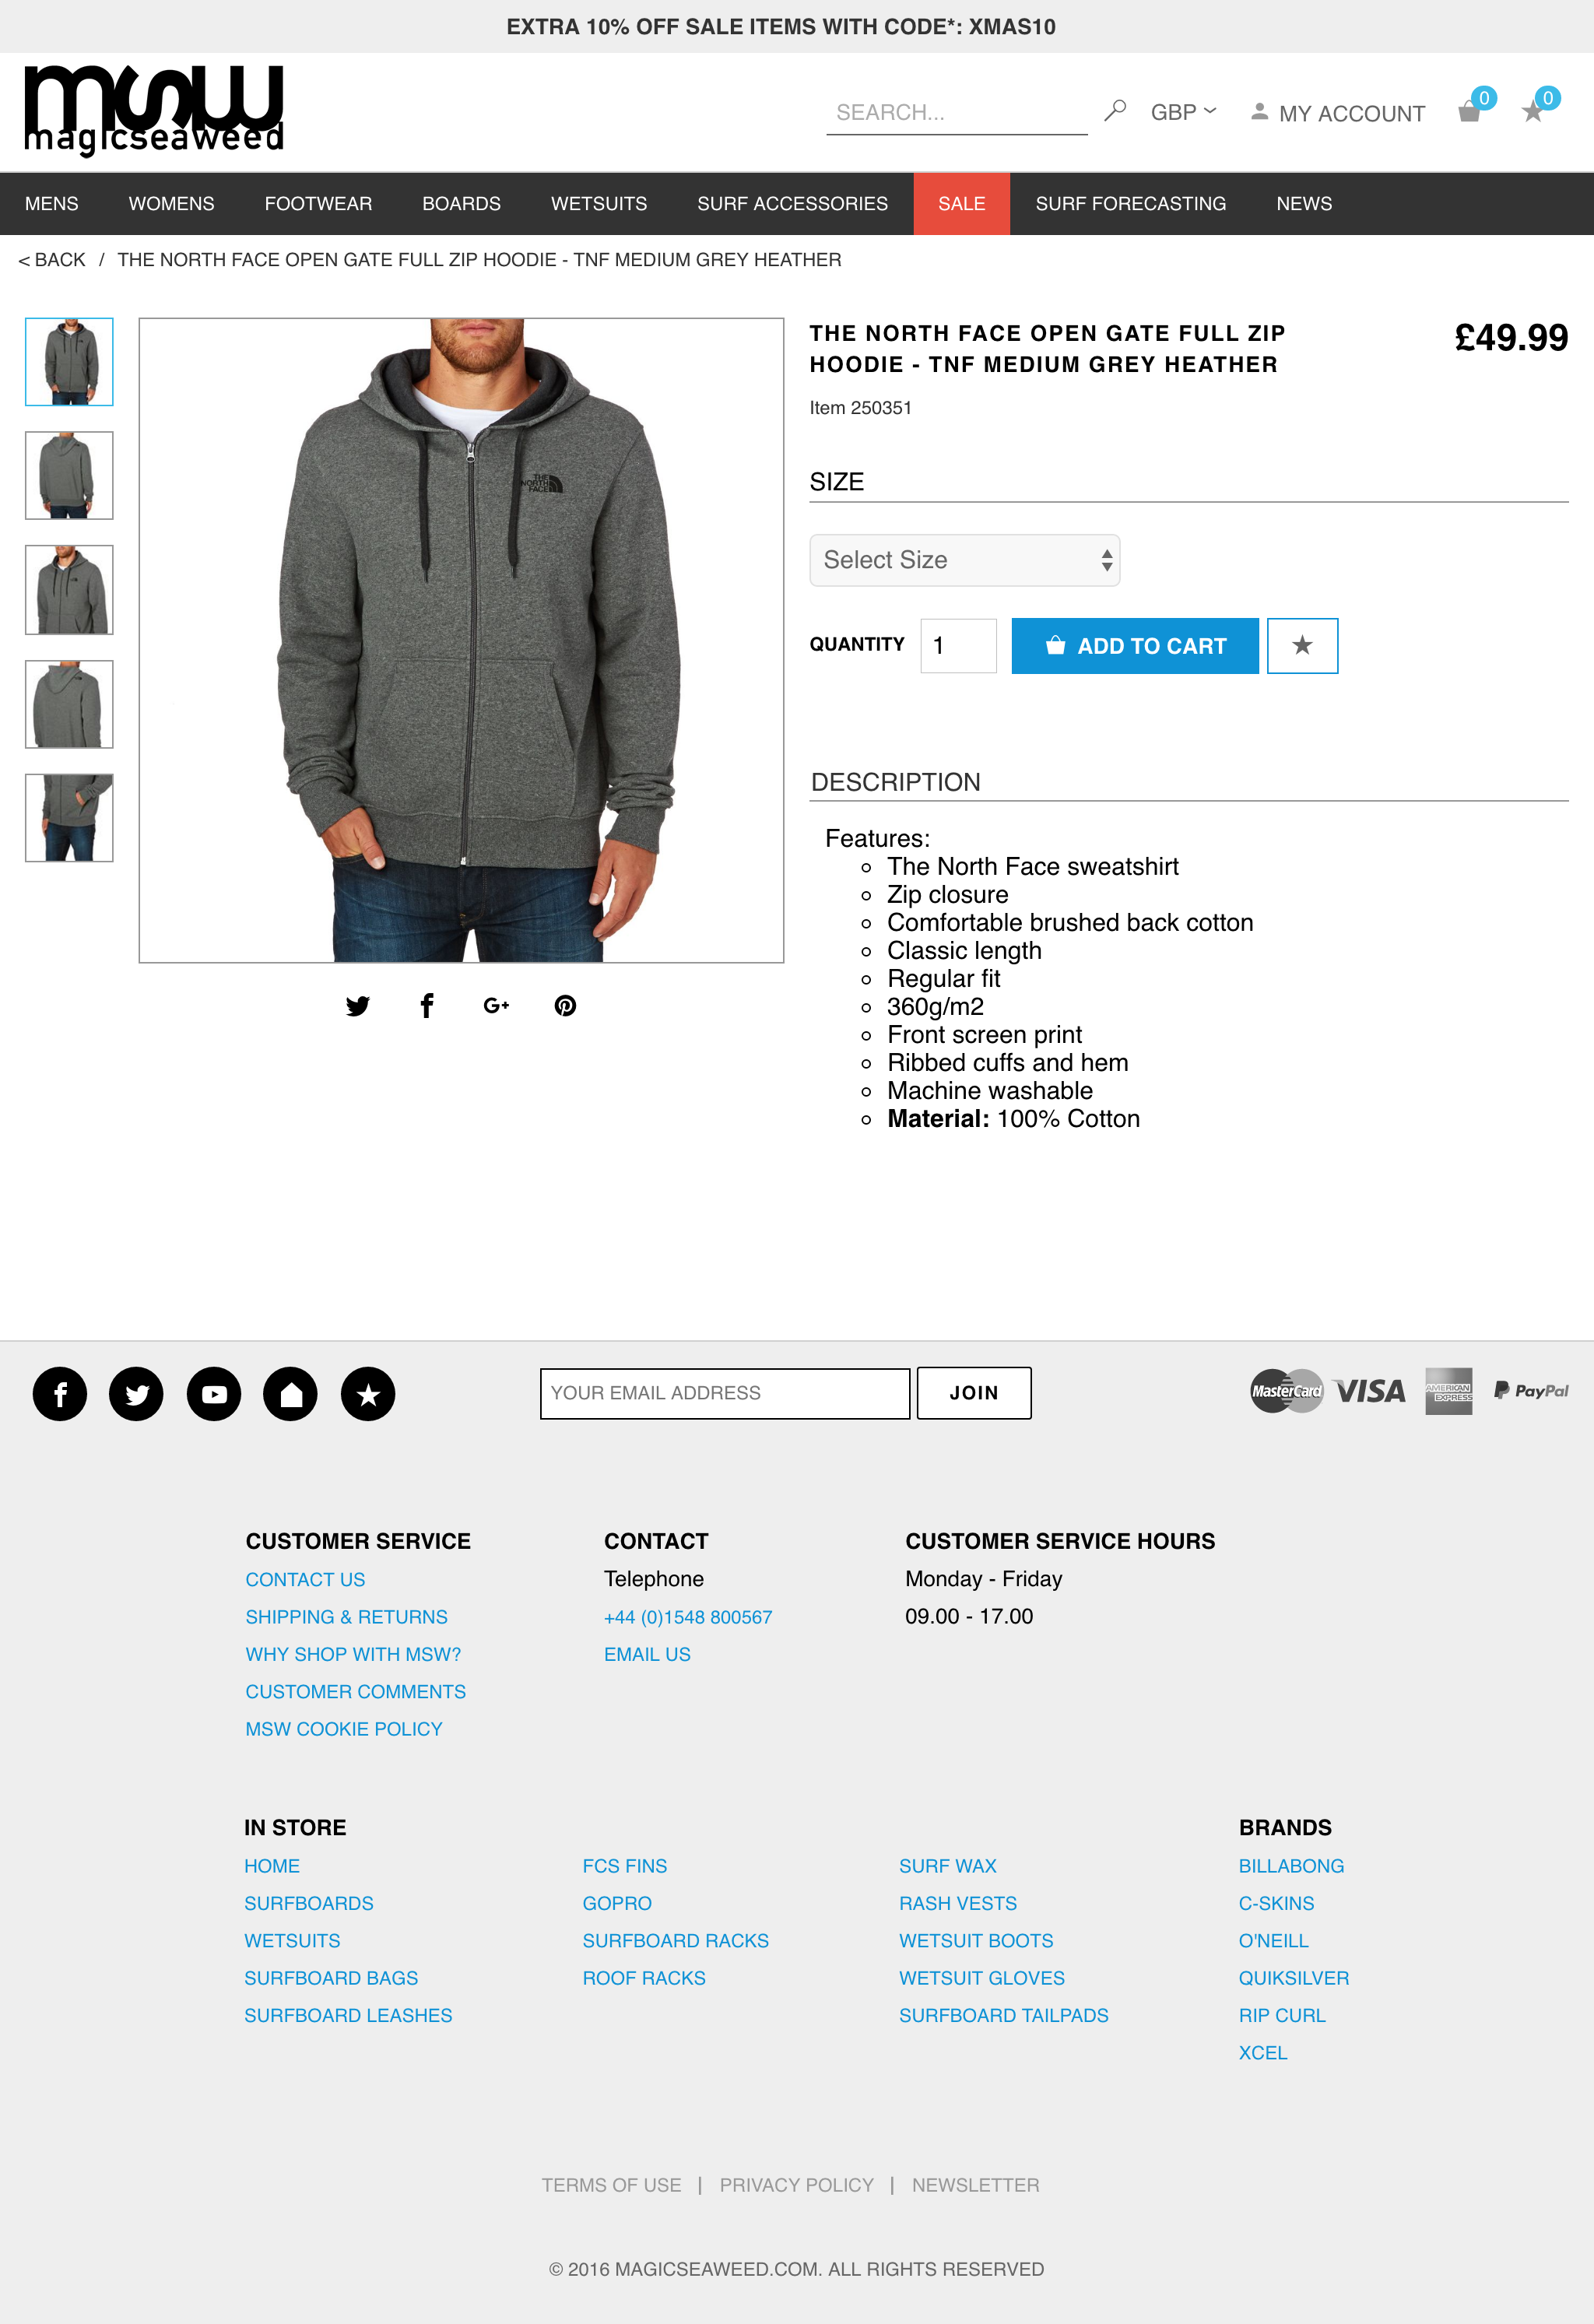 EXTRA 10% OFF SALE ITEMS WITH CODE*: XMAS10
msw
magicseaweed
SEARCH...
GBP
MY ACCOUNT
0
0
MENS
WOMENS
FOOTWEAR
BOARDS
WETSUITS
SURF ACCESSORIES
SALE
SURF FORECASTING
NEWS
< BACK / THE NORTH FACE OPEN GATE FULL ZIP HOODIE - TNF MEDIUM GREY HEATHER
THE
NORTH
FACE
THE NORTH FACE OPEN GATE FULL ZIP
HOODIE - TNF MEDIUM GREY HEATHER
£49.99
Item 250351
SIZE
Select Size
QUANTITY
1
ADD TO CART
DESCRIPTION
Features:
The North Face sweatshirt
Zip closure
Comfortable brushed back cotton
Classic length
Regular fit
360g/m2
Front screen print
Ribbed cuffs and hem
Machine washable
Material: 100% Cotton
G+
YOUR EMAIL ADDRESS
JOIN
MasterCard
VISA
AMERICAN
EXPRESS
PayPal
CUSTOMER SERVICE
CONTACT US
SHIPPING & RETURNS
WHY SHOP WITH MSW?
CUSTOMER COMMENTS
MSW COOKIE POLICY
CONTACT
Telephone
+44 (0)1548 800567
EMAIL US
CUSTOMER SERVICE HOURS
Monday - Friday
09.00 - 17.00
IN STORE
HOME
SURFBOARDS
WETSUITS
SURFBOARD BAGS
SURFBOARD LEASHES
FCS FINS
GOPRO
SURFBOARD RACKS
ROOF RACKS
SURF WAX
RASH VESTS
WETSUIT BOOTS
WETSUIT GLOVES
SURFBOARD TAILPADS
BRANDS
BILLABONG
C-SKINS
O'NEILL
QUIKSILVER
RIP CURL
XCEL
TERMS OF USE | PRIVACY POLICY | NEWSLETTER
© 2016 MAGICSEAWEED.COM. ALL RIGHTS RESERVED